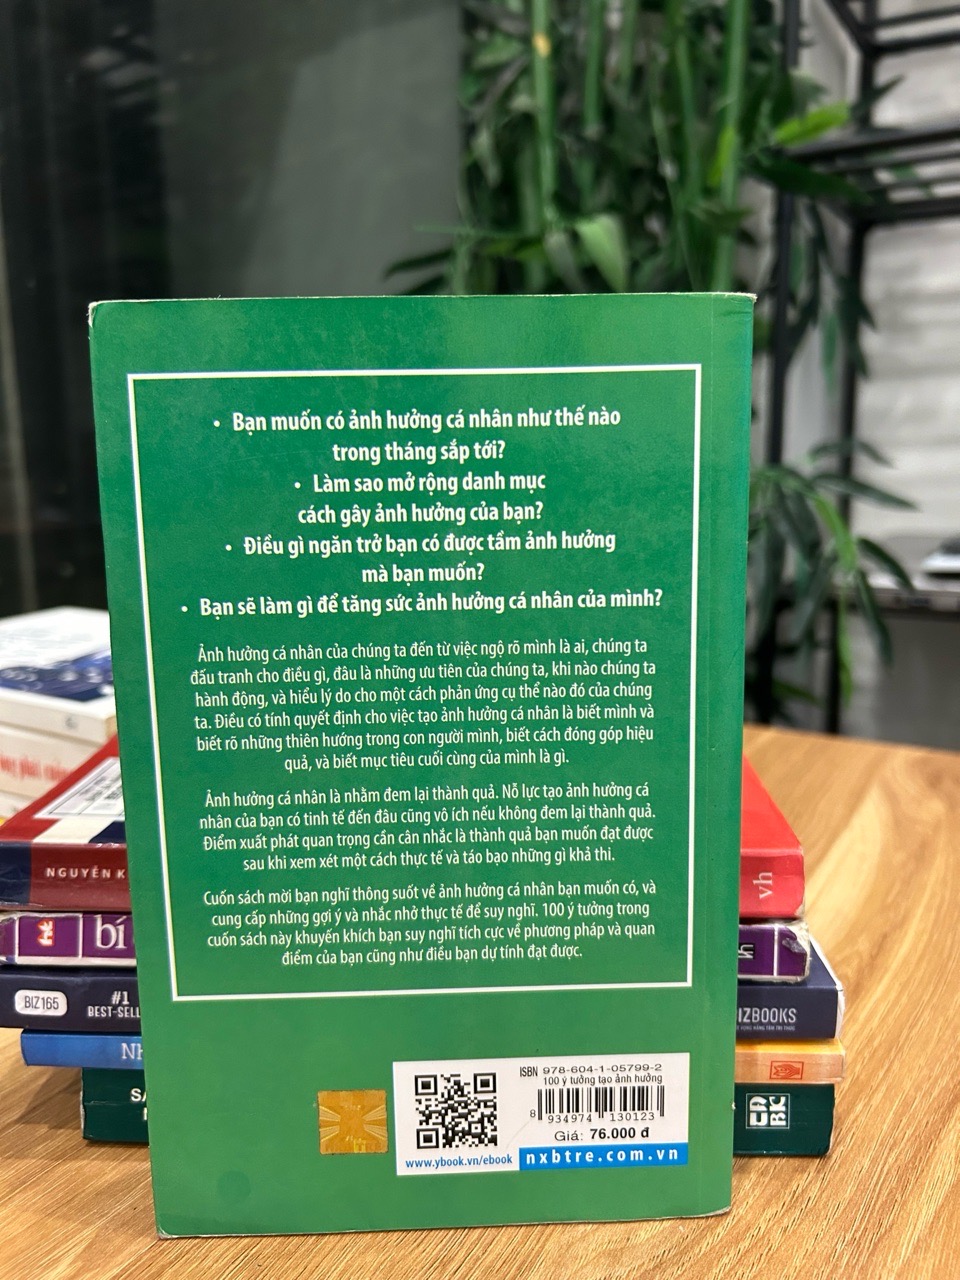 • Bạn muốn có ảnh hưởng cá nhân như thế nào
trong tháng sắp tới?
• Làm sao mở rộng danh mục
cách gây ảnh hưởng của bạn?
• Điều gì ngăn trở bạn có được tầm ảnh hưởng
mà bạn muốn?
• Bạn sẽ làm gì để tăng sức ảnh hưởng cá nhân của mình?
Ảnh hưởng cá nhân của chúng ta đến từ việc ngộ rõ mình là ai, chúng ta
đấu tranh cho điều gì, đâu là những ưu tiên của chúng ta, khi nào chúng ta
hành động, và hiểu lý do cho một cách phản ứng cụ thể nào đó của chúng
ta. Điều có tính quyết định cho việc tạo ảnh hưởng cá nhân là biết mình và
biết rõ những thiên hướng trong con người mình, biết cách đóng góp hiệu
quả, và biết mục tiêu cuối cùng của mình là gì.
Ảnh hưởng cá nhân là nhằm đem lại thành quả. Nỗ lực tạo ảnh hưởng cá
nhân của bạn có tinh tế đến đâu cũng vô ích nếu không đem lại thành quả.
Điểm xuất phát quan trọng cần cân nhắc là thành quả bạn muốn đạt được
sau khi xem xét một cách thực tế và táo bạo những gì khả thi.
Cuốn sách mời bạn nghĩ thông suốt về ảnh hưởng cá nhân bạn muốn có, và
cung cấp những gợi ý và nhắc nhở thực tế để suy nghĩ. 100 ý tưởng trong
cuốn sách này khuyến khích bạn suy nghĩ tích cực về phương pháp và quan
điểm của bạn cũng như điều bạn dự tính đạt được.
NGUYÊN K
vh
ht
bí
BIZ165
#1
BEST-SELL
IZBOOKS
NH
SA
ISBN 978-604-1-05799-2
100 ý tưởng tạo ảnh hưởng
8 934974 130123
Giá: 76.000 đ
www.ybook.vn/ebook
nxbtre.com.vn